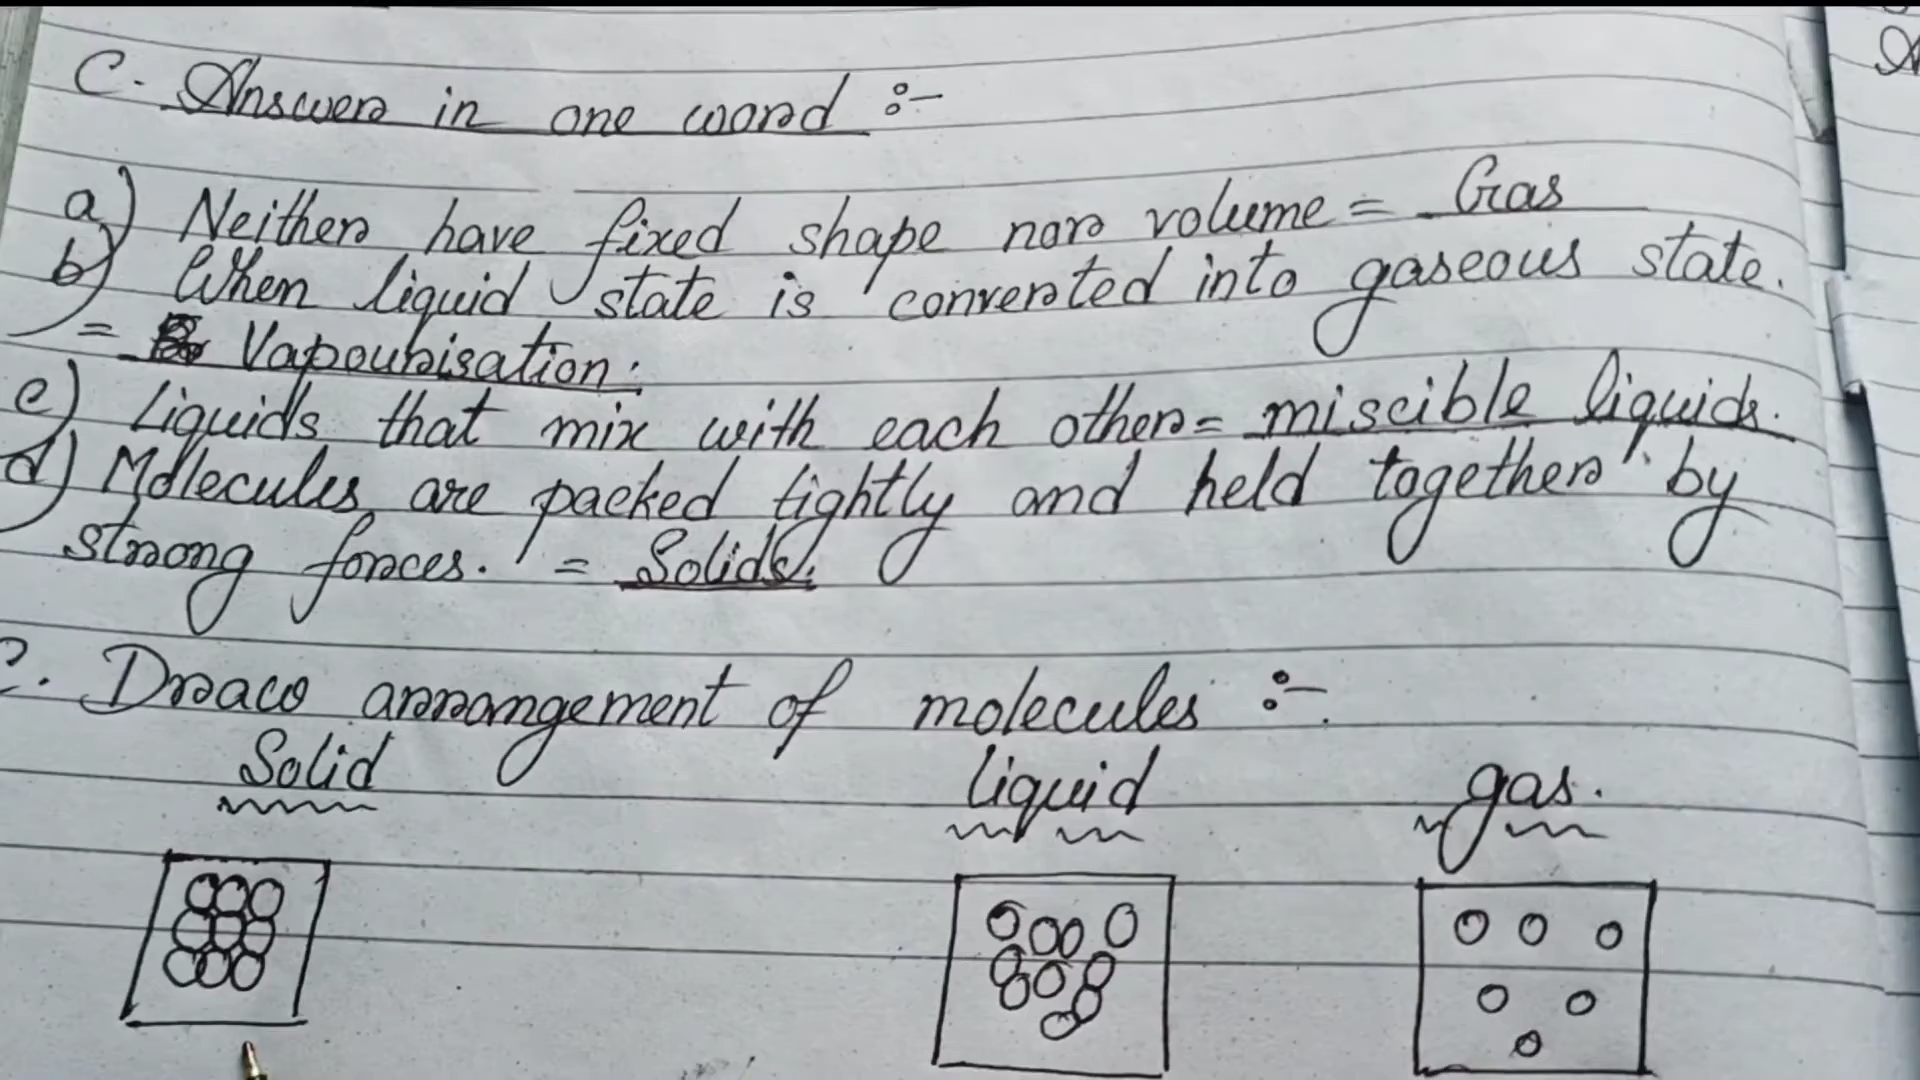 C. Answer in one word :-
a) Neither have fixed shape nor volume = Gas
b) When liquid state is converted into gaseous state.
= Vapourisation.
c) Liquids that mix with each other = miscible liquids.
d) Molecules are packed tightly and held together by
strong forces. = Solids.
2. Draw arrangement of molecules :-
Solid liquid gas.